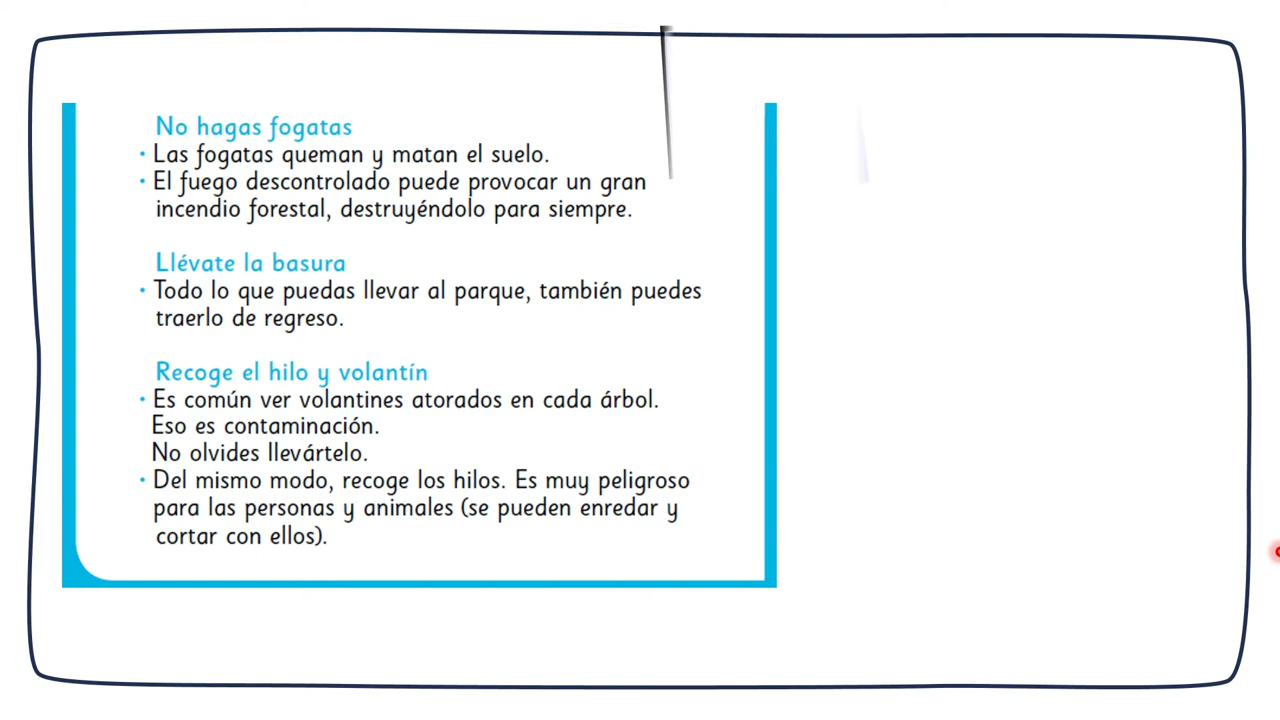 No hagas fogatas
• Las fogatas queman y matan el suelo.
• El fuego descontrolado puede provocar un gran
incendio forestal, destruyéndolo para siempre.
Llévate la basura
• Todo lo que puedas llevar al parque, también puedes
traerlo de regreso.
Recoge el hilo y volantín
• Es común ver volantines atorados en cada árbol.
Eso es contaminación.
No olvides llevártelo.
• Del mismo modo, recoge los hilos. Es muy peligroso
para las personas y animales (se pueden enredar y
cortar con ellos).